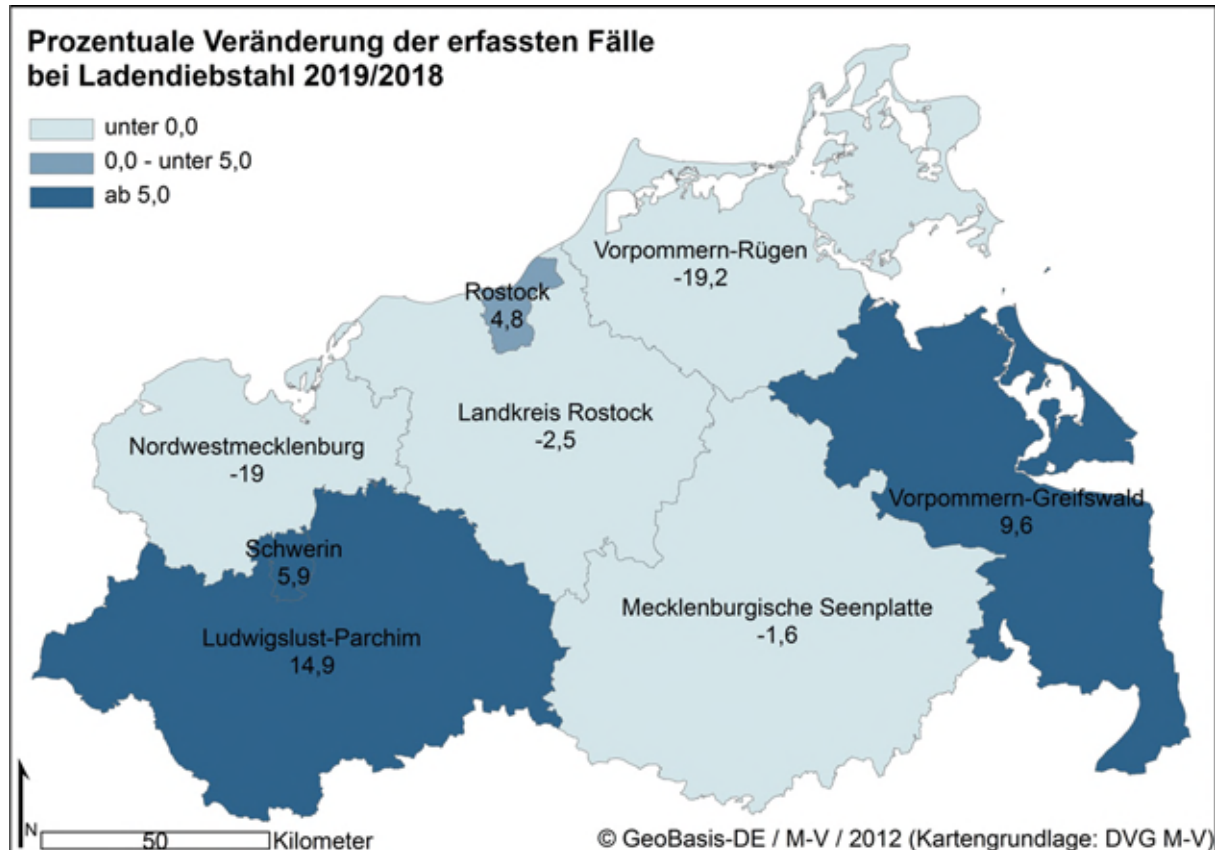 Prozentuale Veränderung der erfassten Fälle
bei Ladendiebstahl 2019/2018
unter 0,0
0,0 - unter 5,0
ab 5,0
Vorpommern-Rügen
-19,2
Rostock
4,8
Landkreis Rostock
-2,5
Nordwestmecklenburg
-19
Vorpommern-Greifswald
9,6
Schwerin
5,9
Mecklenburgische Seenplatte
-1,6
Ludwigslust-Parchim
14,9
N
50 Kilometer
© GeoBasis-DE / M-V / 2012 (Kartengrundlage: DVG M-V)